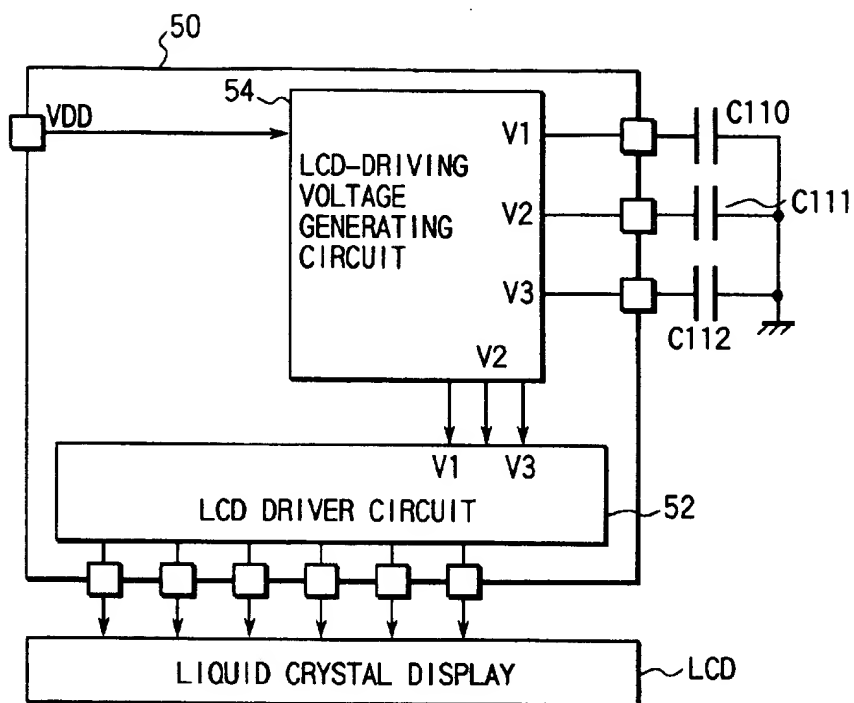 50
54
VDD
LCD-DRIVING
VOLTAGE
GENERATING
CIRCUIT
V1
V2
V3
V2
C110
C111
C112
V1 V3
LCD DRIVER CIRCUIT
52
LIQUID CRYSTAL DISPLAY
LCD